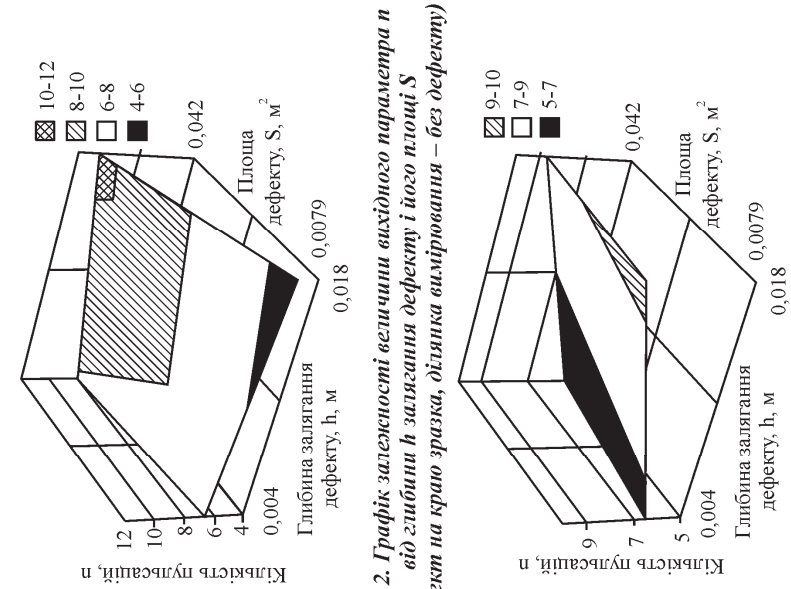 12
10
8
6
4
Кількість пульсацій, n
0,004
Глибина залягання
дефекту, h, м
0,018
0,0079
Площа
дефекту, S, м²
0,042
10-12
8-10
6-8
4-6
2. Графік залежності величини вихідного параметра n
від глибини h залягання дефекту і його площі S
на краю зразка, ділянка вимірювання – без дефекту)
9
7
5
Кількість пульсацій, n
0,004
Глибина залягання
дефекту, h, м
0,018
0,0079
Площа
дефекту, S, м²
0,042
9-10
7-9
5-7